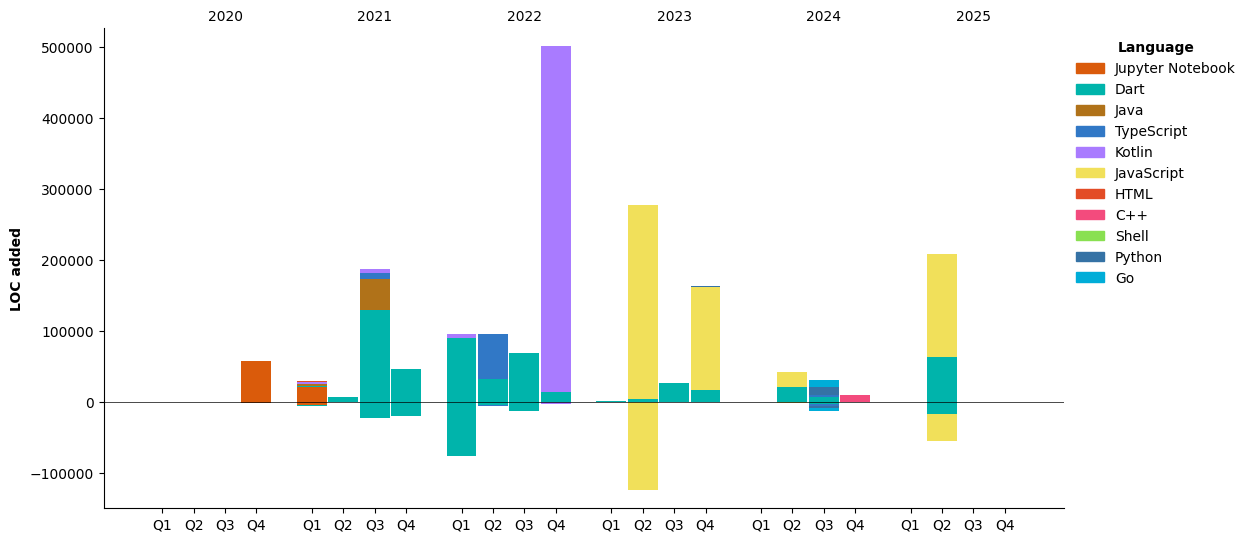 2020 2021 2022 2023 2024 2025
500000
400000
300000
200000
100000
0
−100000
LOC added
Q1 Q2 Q3 Q4 Q1 Q2 Q3 Q4 Q1 Q2 Q3 Q4 Q1 Q2 Q3 Q4 Q1 Q2 Q3 Q4 Q1 Q2 Q3 Q4
Language
Jupyter Notebook
Dart
Java
TypeScript
Kotlin
JavaScript
HTML
C++
Shell
Python
Go